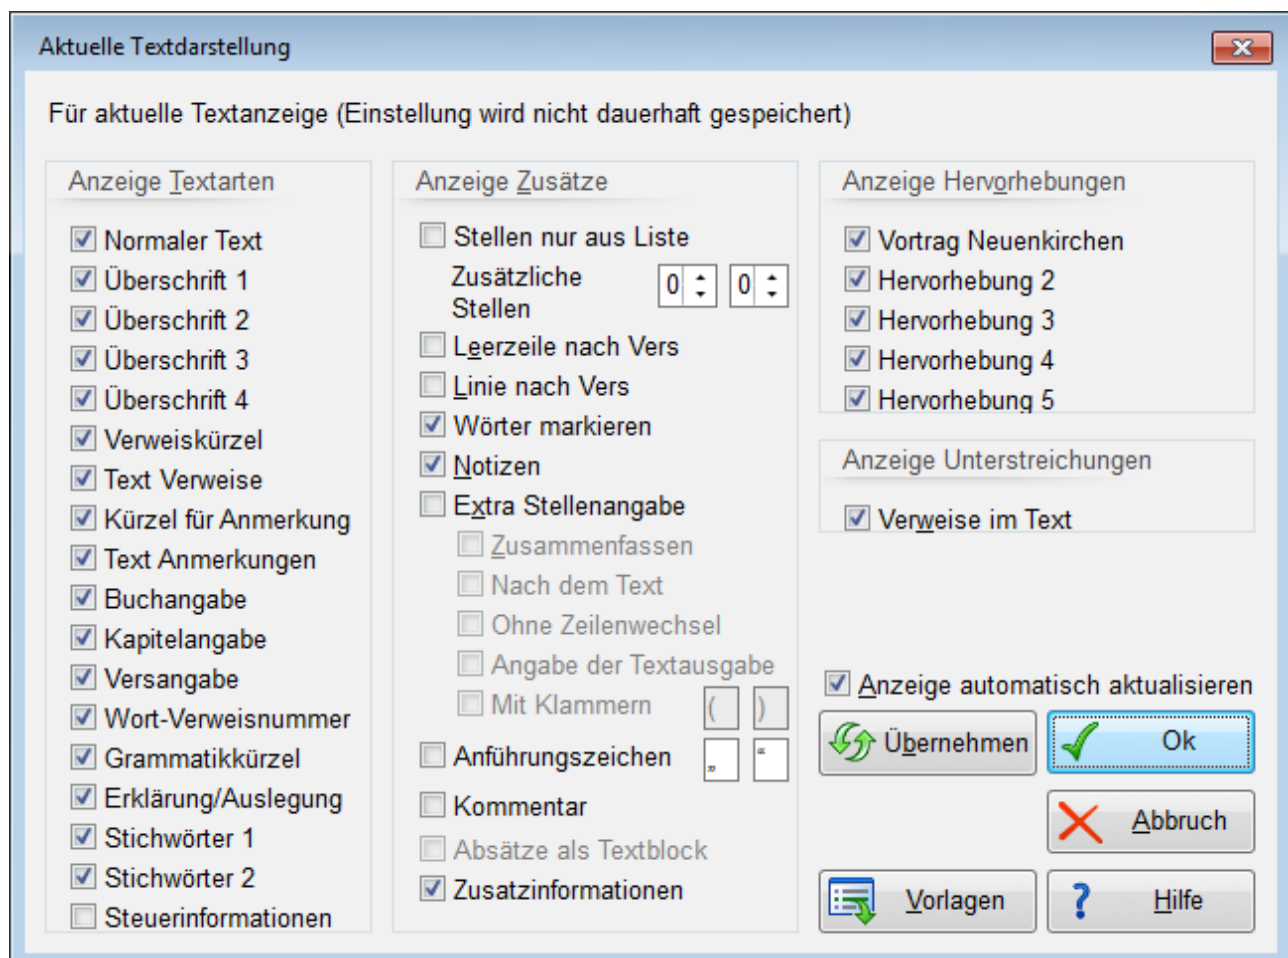 Aktuelle Textdarstellung
Für aktuelle Textanzeige (Einstellung wird nicht dauerhaft gespeichert)
Anzeige Textarten
Normaler Text
Überschrift 1
Überschrift 2
Überschrift 3
Überschrift 4
Verweiskürzel
Text Verweise
Kürzel für Anmerkung
Text Anmerkungen
Buchangabe
Kapitelangabe
Versangabe
Wort-Verweisnummer
Grammatikkürzel
Erklärung/Auslegung
Stichwörter 1
Stichwörter 2
Steuerinformationen
Anzeige Zusätze
Stellen nur aus Liste
Zusätzliche 0 0
Stellen
Leerzeile nach Vers
Linie nach Vers
Wörter markieren
Notizen
Extra Stellenangabe
Zusammenfassen
Nach dem Text
Ohne Zeilenwechsel
Angabe der Textausgabe
Mit Klammern ( )
Anführungszeichen „ “
Kommentar
Absätze als Textblock
Zusatzinformationen
Anzeige Hervorhebungen
Vortrag Neuenkirchen
Hervorhebung 2
Hervorhebung 3
Hervorhebung 4
Hervorhebung 5
Anzeige Unterstreichungen
Verweise im Text
Anzeige automatisch aktualisieren
Übernehmen Ok
Abbruch
Vorlagen Hilfe